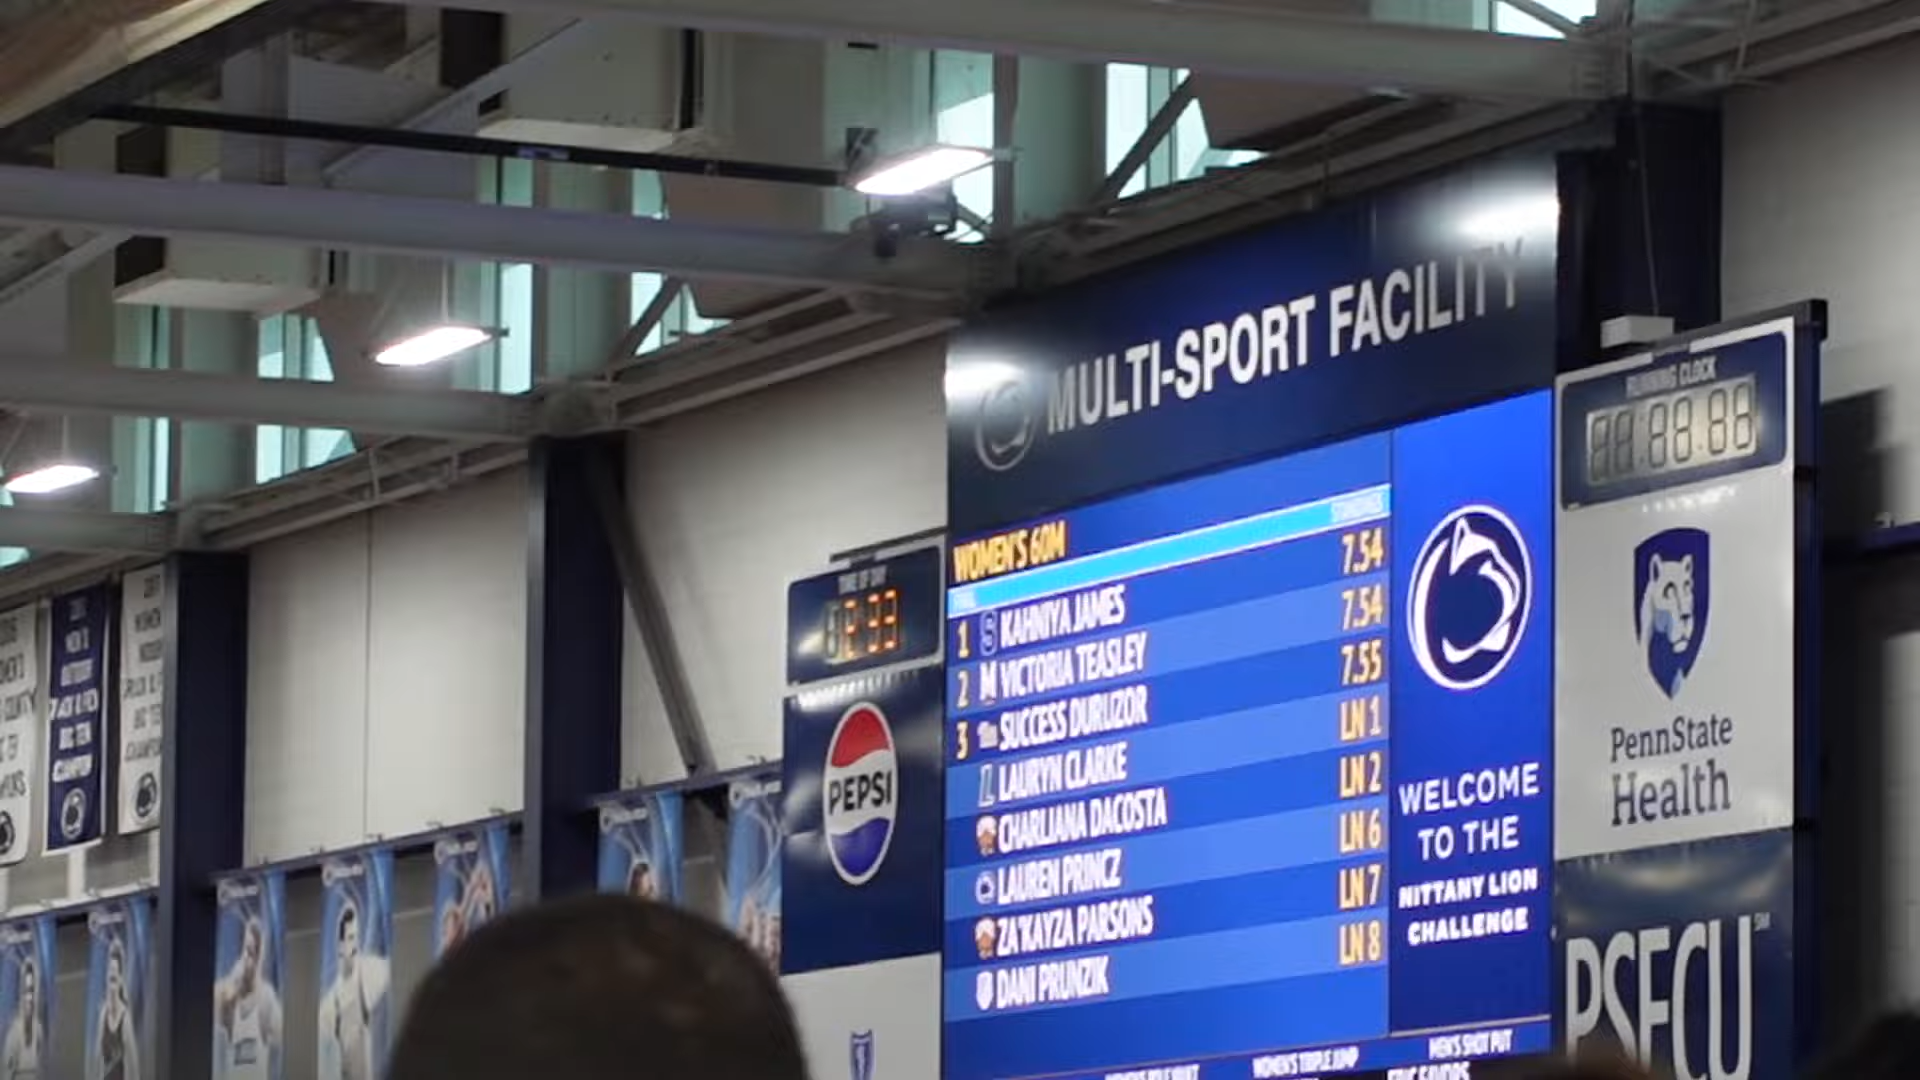 MULTI-SPORT FACILITY
RUNNING CLOCK
88:88.88
TIME OF DAY
2:33
PEPSI
WOMEN'S 60M
STANDINGS
FINAL
1 KAHNIYA JAMES 7.54
2 M VICTORIA TEASLEY 7.54
3 SUCCESS DURUZOR 7.55
LAURYN CLARKE LN 1
CHARLIANA DACOSTA LN 2
LAUREN PRINCZ LN 6
ZA'KAYZA PARSONS LN 7
DANI PRUNZIK LN 8
WOMEN'S TRIPLE JUMP
MEN'S SHOT PUT
WELCOME
TO THE
NITTANY LION
CHALLENGE
PennState
Health
PSECU